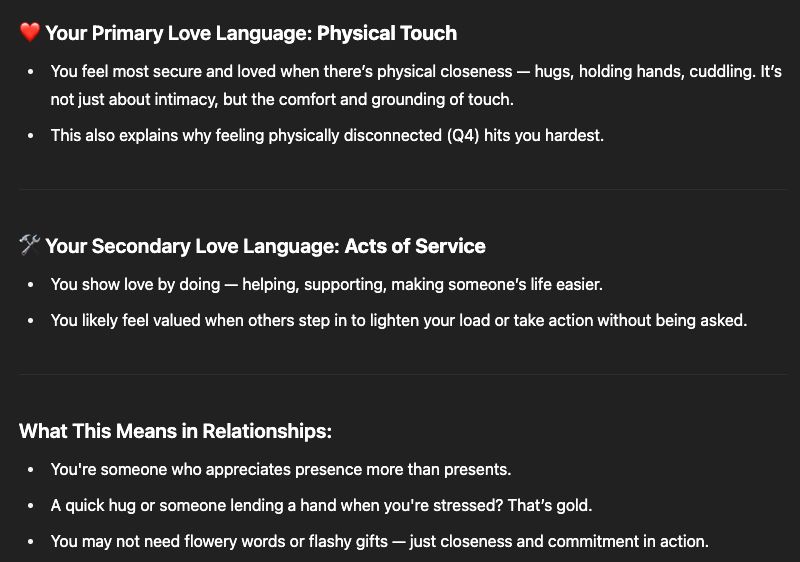 ❤️ Your Primary Love Language: Physical Touch
• You feel most secure and loved when there’s physical closeness — hugs, holding hands, cuddling. It’s
not just about intimacy, but the comfort and grounding of touch.
• This also explains why feeling physically disconnected (Q4) hits you hardest.
🛠️ Your Secondary Love Language: Acts of Service
• You show love by doing — helping, supporting, making someone’s life easier.
• You likely feel valued when others step in to lighten your load or take action without being asked.
What This Means in Relationships:
• You're someone who appreciates presence more than presents.
• A quick hug or someone lending a hand when you're stressed? That’s gold.
• You may not need flowery words or flashy gifts — just closeness and commitment in action.